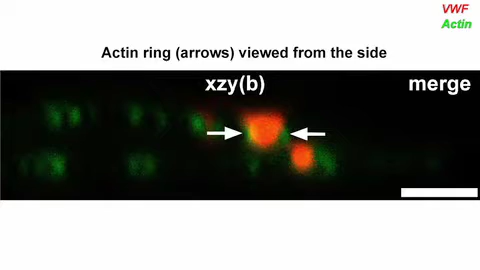 VWF
Actin
Actin ring (arrows) viewed from the side
xzy(b)
merge